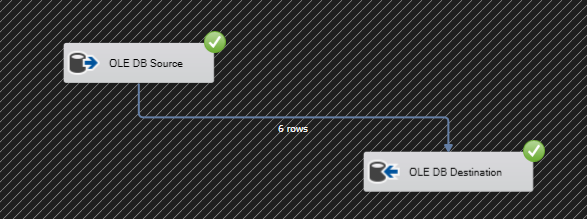 OLE DB Source
6 rows
OLE DB Destination